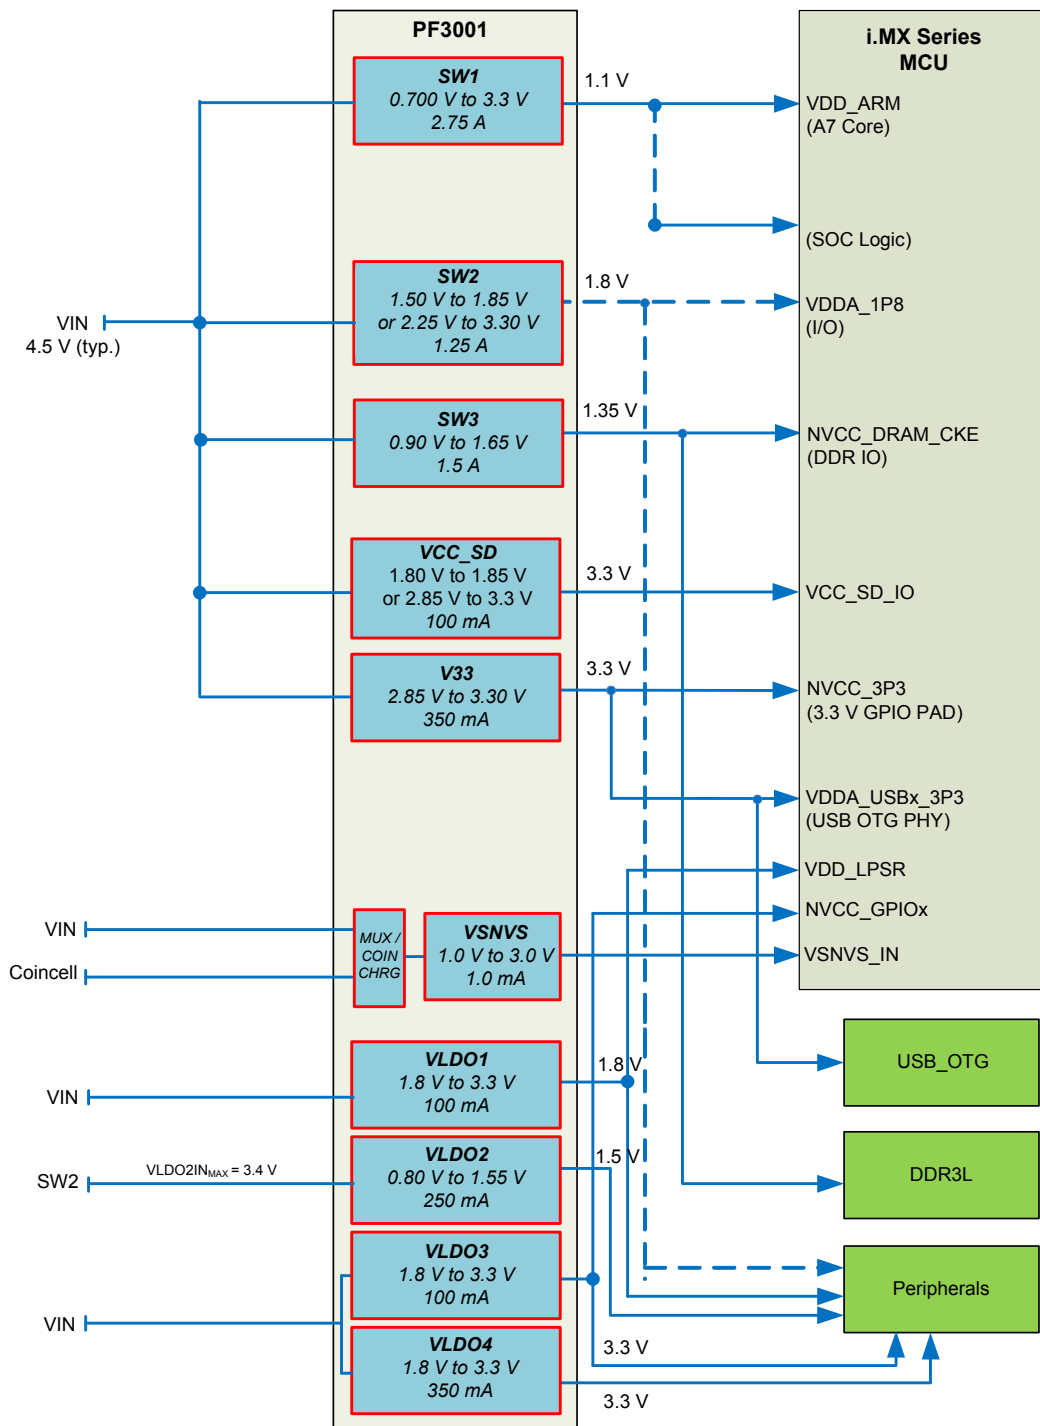 PF3001
i.MX Series
MCU
SW1
0.700 V to 3.3 V
2.75 A
1.1 V
VDD_ARM
(A7 Core)
(SOC Logic)
SW2
1.50 V to 1.85 V
or 2.25 V to 3.30 V
1.25 A
1.8 V
VDDA_1P8
(I/O)
VIN
4.5 V (typ.)
SW3
0.90 V to 1.65 V
1.5 A
1.35 V
NVCC_DRAM_CKE
(DDR IO)
VCC_SD
1.80 V to 1.85 V
or 2.85 V to 3.3 V
100 mA
3.3 V
VCC_SD_IO
V33
2.85 V to 3.30 V
350 mA
3.3 V
NVCC_3P3
(3.3 V GPIO PAD)
VDDA_USBx_3P3
(USB OTG PHY)
VDD_LPSR
NVCC_GPIOx
VSNVS_IN
VIN
Coincell
MUX /
COIN
CHRG
VSNVS
1.0 V to 3.0 V
1.0 mA
VIN
VLDO1
1.8 V to 3.3 V
100 mA
1.8 V
USB_OTG
SW2
VLDO2IN_MAX = 3.4 V
VLDO2
0.80 V to 1.55 V
250 mA
1.5 V
DDR3L
VLDO3
1.8 V to 3.3 V
100 mA
Peripherals
VIN
VLDO4
1.8 V to 3.3 V
350 mA
3.3 V
3.3 V